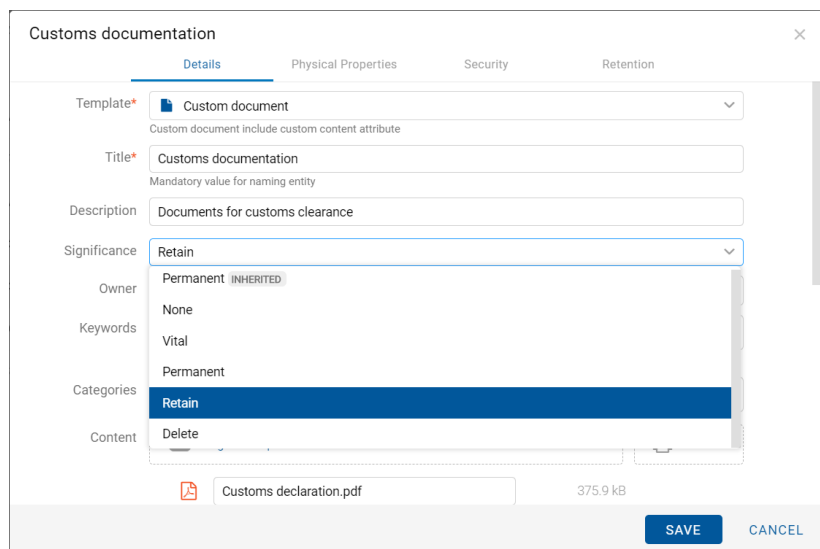 Customs documentation
Details Physical Properties Security Retention
Template* Custom document
Custom document include custom content attribute
Title* Customs documentation
Mandatory value for naming entity
Description Documents for customs clearance
Significance Retain
Permanent INHERITED
Owner
None
Keywords
Vital
Permanent
Categories
Retain
Delete
Content
Customs declaration.pdf 375.9 kB
SAVE CANCEL